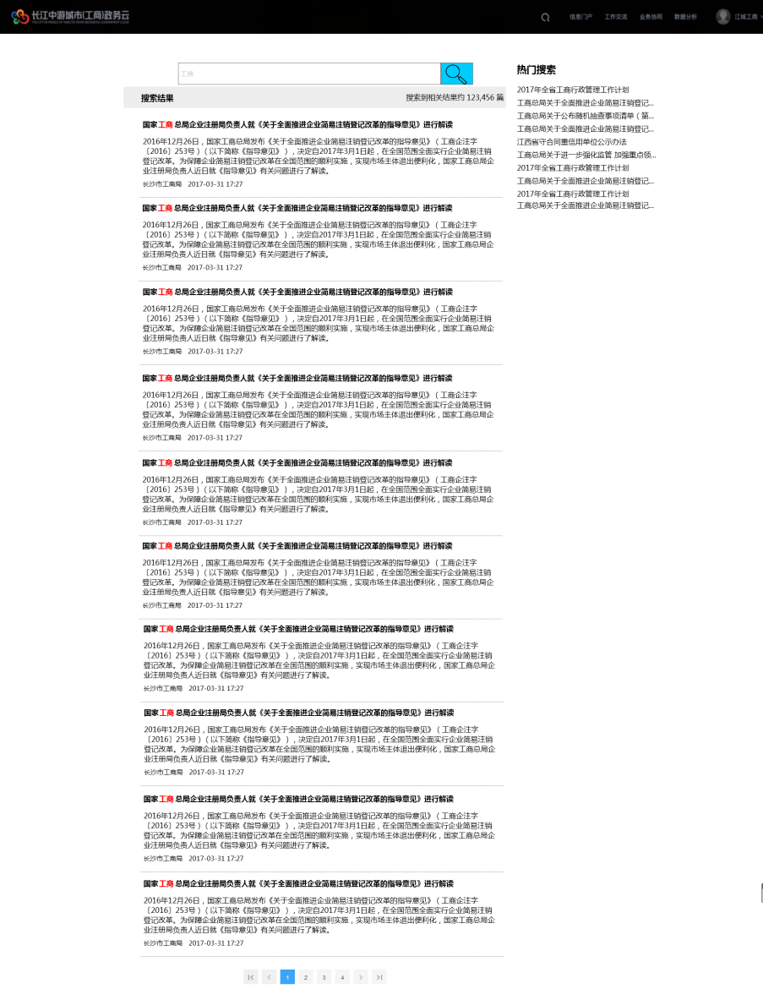 长江中游城市(工商)政务云
信息门户 工作交流 业务协同 数据分析 江城工商
工商
热门搜索
搜索结果 搜索到相关结果约 123,456 篇
2017年全省工商行政管理工作计划
工商总局关于全面推进企业简易注销登记...
工商总局关于公布随机抽查事项清单（第...
工商总局关于全面推进企业简易注销登记...
江西省守合同重信用单位公示办法
工商总局关于进一步强化监管 加强重点领...
2017年全省工商行政管理工作计划
工商总局关于全面推进企业简易注销登记...
2017年全省工商行政管理工作计划
工商总局关于全面推进企业简易注销登记...
国家工商总局企业注册局负责人就《关于全面推进企业简易注销登记改革的指导意见》进行解读
2016年12月26日，国家工商总局发布《关于全面推进企业简易注销登记改革的指导意见》（工商企注字
〔2016〕253号）（以下简称《指导意见》），决定自2017年3月1日起，在全国范围全面实行企业简易注销
登记改革。为保障企业简易注销登记改革在全国范围的顺利实施，实现市场主体退出便利化，国家工商总局企
业注册局负责人近日就《指导意见》有关问题进行了解读。
长沙市工商局 2017-03-31 17:27
国家工商总局企业注册局负责人就《关于全面推进企业简易注销登记改革的指导意见》进行解读
2016年12月26日，国家工商总局发布《关于全面推进企业简易注销登记改革的指导意见》（工商企注字
〔2016〕253号）（以下简称《指导意见》），决定自2017年3月1日起，在全国范围全面实行企业简易注销
登记改革。为保障企业简易注销登记改革在全国范围的顺利实施，实现市场主体退出便利化，国家工商总局企
业注册局负责人近日就《指导意见》有关问题进行了解读。
长沙市工商局 2017-03-31 17:27
国家工商总局企业注册局负责人就《关于全面推进企业简易注销登记改革的指导意见》进行解读
2016年12月26日，国家工商总局发布《关于全面推进企业简易注销登记改革的指导意见》（工商企注字
〔2016〕253号）（以下简称《指导意见》），决定自2017年3月1日起，在全国范围全面实行企业简易注销
登记改革。为保障企业简易注销登记改革在全国范围的顺利实施，实现市场主体退出便利化，国家工商总局企
业注册局负责人近日就《指导意见》有关问题进行了解读。
长沙市工商局 2017-03-31 17:27
国家工商总局企业注册局负责人就《关于全面推进企业简易注销登记改革的指导意见》进行解读
2016年12月26日，国家工商总局发布《关于全面推进企业简易注销登记改革的指导意见》（工商企注字
〔2016〕253号）（以下简称《指导意见》），决定自2017年3月1日起，在全国范围全面实行企业简易注销
登记改革。为保障企业简易注销登记改革在全国范围的顺利实施，实现市场主体退出便利化，国家工商总局企
业注册局负责人近日就《指导意见》有关问题进行了解读。
长沙市工商局 2017-03-31 17:27
国家工商总局企业注册局负责人就《关于全面推进企业简易注销登记改革的指导意见》进行解读
2016年12月26日，国家工商总局发布《关于全面推进企业简易注销登记改革的指导意见》（工商企注字
〔2016〕253号）（以下简称《指导意见》），决定自2017年3月1日起，在全国范围全面实行企业简易注销
登记改革。为保障企业简易注销登记改革在全国范围的顺利实施，实现市场主体退出便利化，国家工商总局企
业注册局负责人近日就《指导意见》有关问题进行了解读。
长沙市工商局 2017-03-31 17:27
国家工商总局企业注册局负责人就《关于全面推进企业简易注销登记改革的指导意见》进行解读
2016年12月26日，国家工商总局发布《关于全面推进企业简易注销登记改革的指导意见》（工商企注字
〔2016〕253号）（以下简称《指导意见》），决定自2017年3月1日起，在全国范围全面实行企业简易注销
登记改革。为保障企业简易注销登记改革在全国范围的顺利实施，实现市场主体退出便利化，国家工商总局企
业注册局负责人近日就《指导意见》有关问题进行了解读。
长沙市工商局 2017-03-31 17:27
国家工商总局企业注册局负责人就《关于全面推进企业简易注销登记改革的指导意见》进行解读
2016年12月26日，国家工商总局发布《关于全面推进企业简易注销登记改革的指导意见》（工商企注字
〔2016〕253号）（以下简称《指导意见》），决定自2017年3月1日起，在全国范围全面实行企业简易注销
登记改革。为保障企业简易注销登记改革在全国范围的顺利实施，实现市场主体退出便利化，国家工商总局企
业注册局负责人近日就《指导意见》有关问题进行了解读。
长沙市工商局 2017-03-31 17:27
国家工商总局企业注册局负责人就《关于全面推进企业简易注销登记改革的指导意见》进行解读
2016年12月26日，国家工商总局发布《关于全面推进企业简易注销登记改革的指导意见》（工商企注字
〔2016〕253号）（以下简称《指导意见》），决定自2017年3月1日起，在全国范围全面实行企业简易注销
登记改革。为保障企业简易注销登记改革在全国范围的顺利实施，实现市场主体退出便利化，国家工商总局企
业注册局负责人近日就《指导意见》有关问题进行了解读。
长沙市工商局 2017-03-31 17:27
国家工商总局企业注册局负责人就《关于全面推进企业简易注销登记改革的指导意见》进行解读
2016年12月26日，国家工商总局发布《关于全面推进企业简易注销登记改革的指导意见》（工商企注字
〔2016〕253号）（以下简称《指导意见》），决定自2017年3月1日起，在全国范围全面实行企业简易注销
登记改革。为保障企业简易注销登记改革在全国范围的顺利实施，实现市场主体退出便利化，国家工商总局企
业注册局负责人近日就《指导意见》有关问题进行了解读。
长沙市工商局 2017-03-31 17:27
国家工商总局企业注册局负责人就《关于全面推进企业简易注销登记改革的指导意见》进行解读
2016年12月26日，国家工商总局发布《关于全面推进企业简易注销登记改革的指导意见》（工商企注字
〔2016〕253号）（以下简称《指导意见》），决定自2017年3月1日起，在全国范围全面实行企业简易注销
登记改革。为保障企业简易注销登记改革在全国范围的顺利实施，实现市场主体退出便利化，国家工商总局企
业注册局负责人近日就《指导意见》有关问题进行了解读。
长沙市工商局 2017-03-31 17:27
1 2 3 4